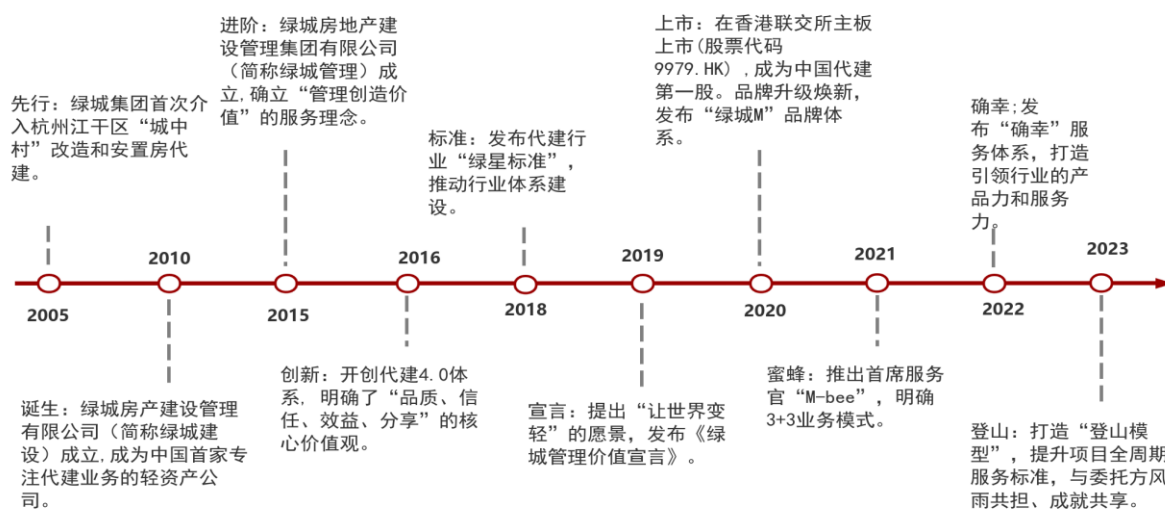 先行：绿城集团首次介
入杭州江干区“城中
村”改造和安置房代
建。
2005
2010
诞生：绿城房产建设管理
有限公司（简称绿城建
设）成立,成为中国首家专
注代建业务的轻资产公
司。
进阶：绿城房地产建
设管理集团有限公司
（简称绿城管理）成
立,确立“管理创造价
值”的服务理念。
2015
2016
创新：开创代建4.0体
系, 明确了“品质、信
任、效益、分享”的核
心价值观。
标准：发布代建行
业“绿星标准”，
推动行业体系建
设。
2018
2019
宣言：提出“让世界变
轻”的愿景，发布《绿
城管理价值宣言》。
上市：在香港联交所主板
上市(股票代码
9979.HK) ,成为中国代建
第一股。品牌升级焕新，
发布“绿城M”品牌体
系。
2020
2021
蜜蜂：推出首席服务
官“M-bee”，明确
3+3业务模式。
确幸;发
布“确幸”服
务体系，打造
引领行业的产
品力和服务
力。
2022
2023
登山：打造“登山模
型”，提升项目全周期
服务标准，与委托方风
雨共担、成就共享。